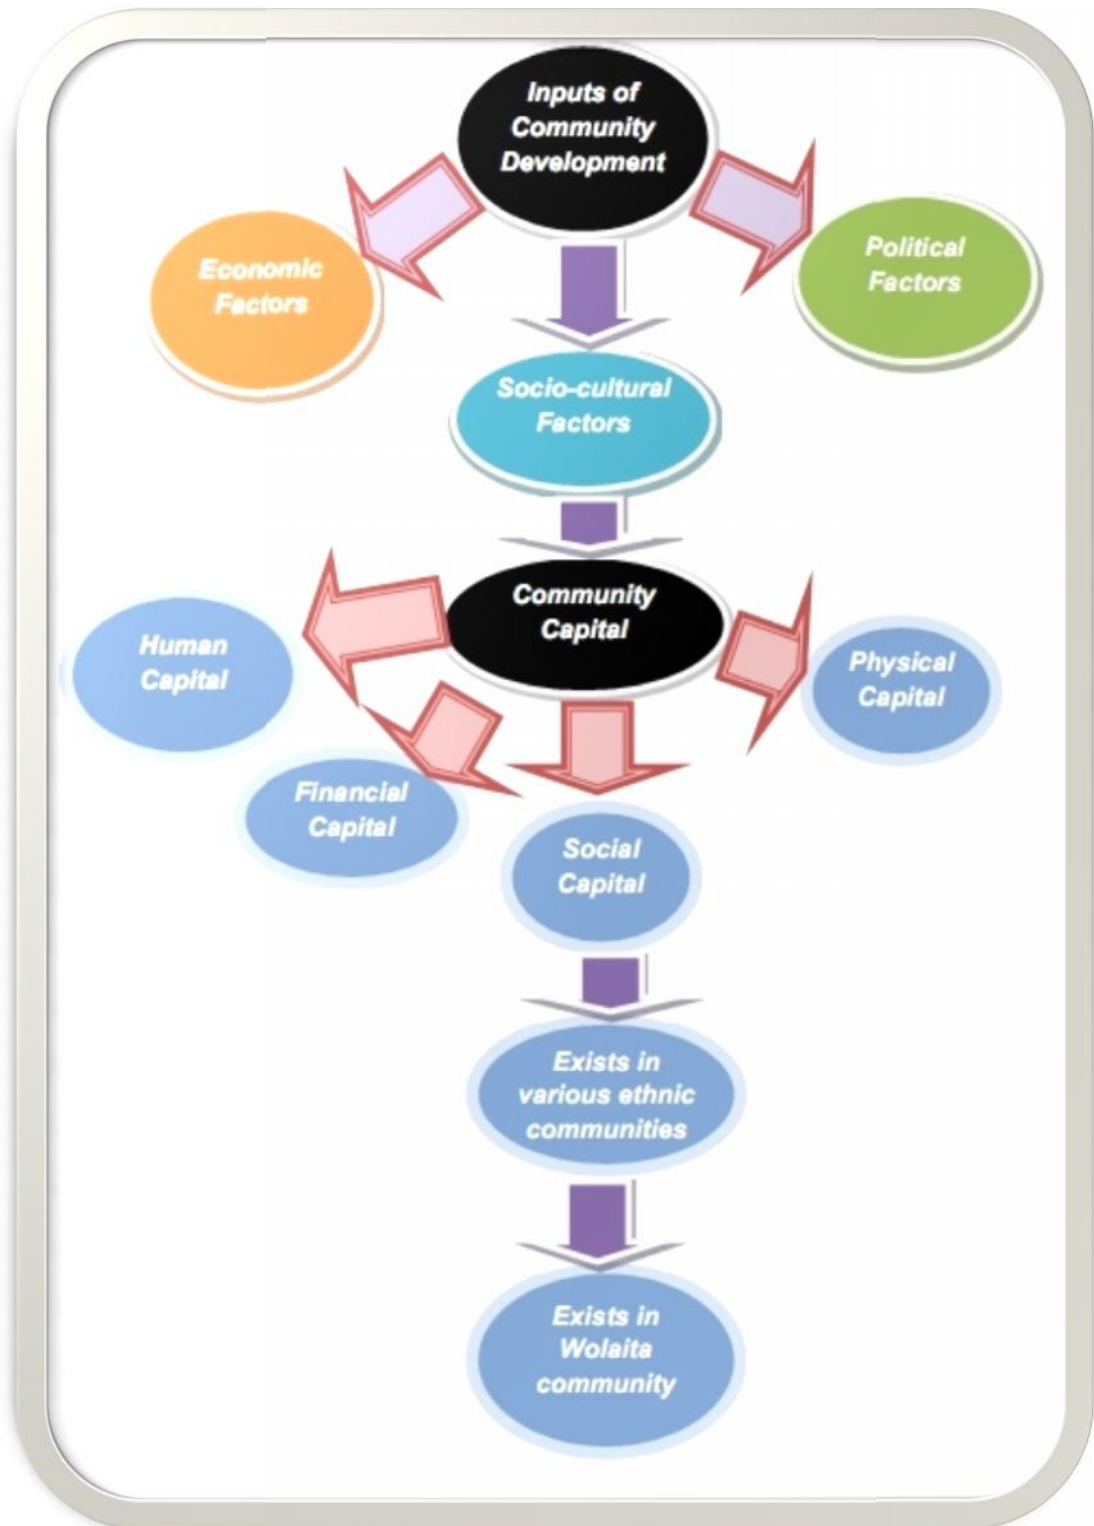 Inputs of
Community
Development
Economic
Factors
Political
Factors
Socio-cultural
Factors
Community
Capital
Human
Capital
Physical
Capital
Financial
Capital
Social
Capital
Exists in
various ethnic
communities
Exists in
Wolaita
community